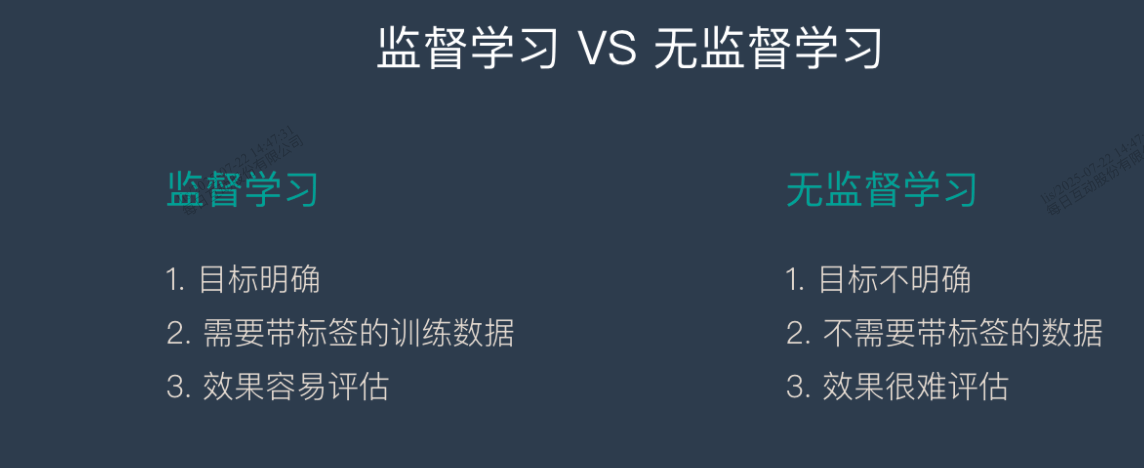 监督学习 VS 无监督学习
监督学习
1. 目标明确
2. 需要带标签的训练数据
3. 效果容易评估
无监督学习
1. 目标不明确
2. 不需要带标签的数据
3. 效果很难评估